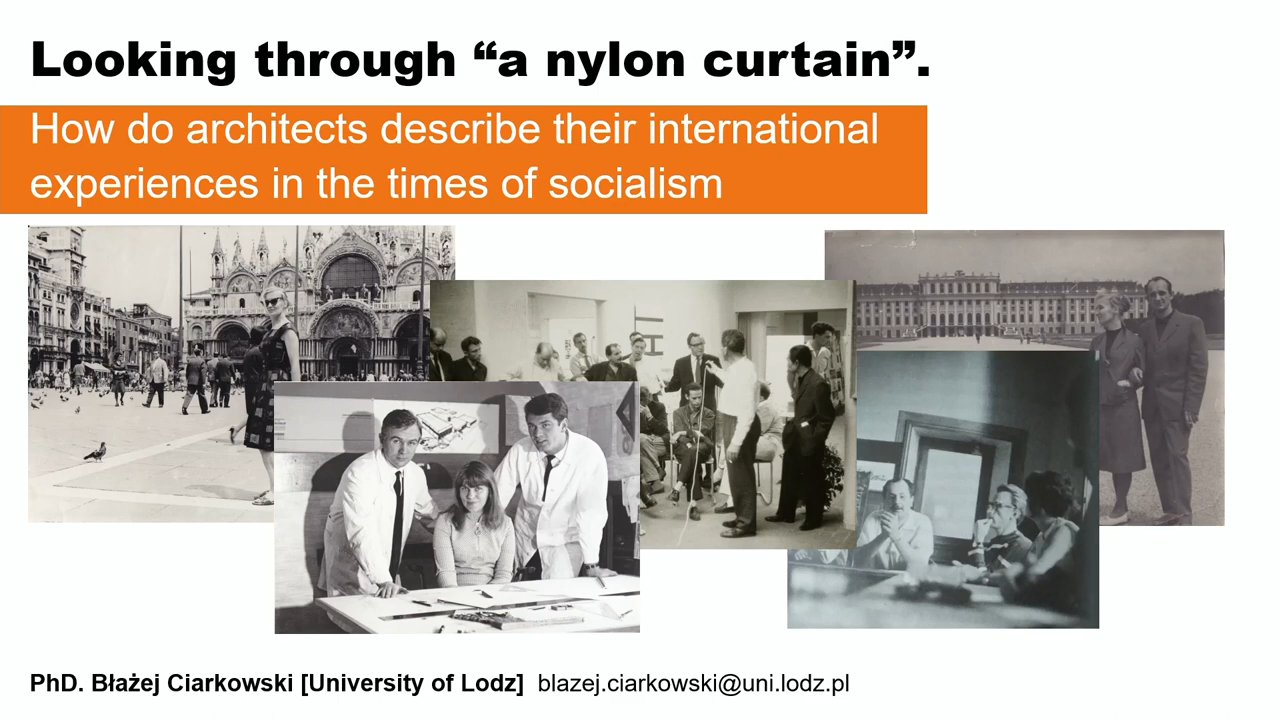 Looking through “a nylon curtain”.
How do architects describe their international
experiences in the times of socialism
PhD. Błażej Ciarkowski [University of Lodz] blazej.ciarkowski@uni.lodz.pl